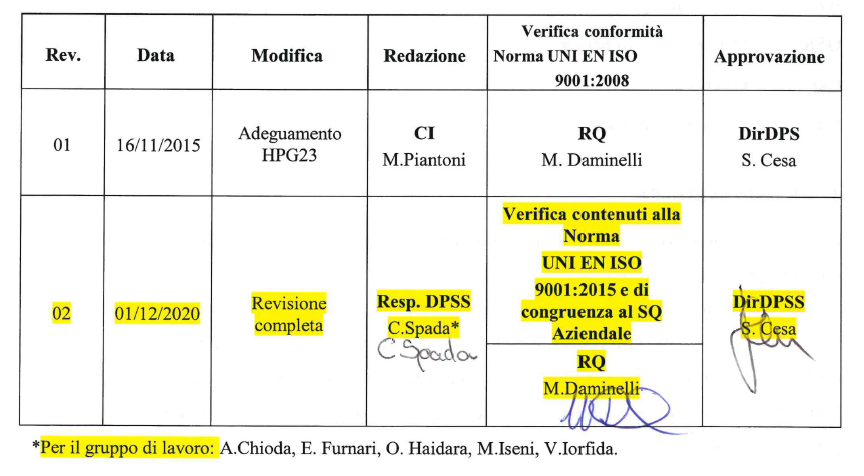 Rev.
Data
Modifica
Redazione
Verifica conformità
Norma UNI EN ISO
9001:2008
Approvazione
01
16/11/2015
Adeguamento
HPG23
CI
M.Piantoni
RQ
M. Daminelli
DirDPS
S. Cesa
02
01/12/2020
Revisione
completa
Resp. DPSS
C.Spada*
C Spada
Verifica contenuti alla
Norma
UNI EN ISO
9001:2015 e di
congruenza al SQ
Aziendale
RQ
M.Daminelli
DirDPSS
S. Cesa
*Per il gruppo di lavoro: A.Chioda, E. Furnari, O. Haidara, M.Iseni, V.Iorfida.